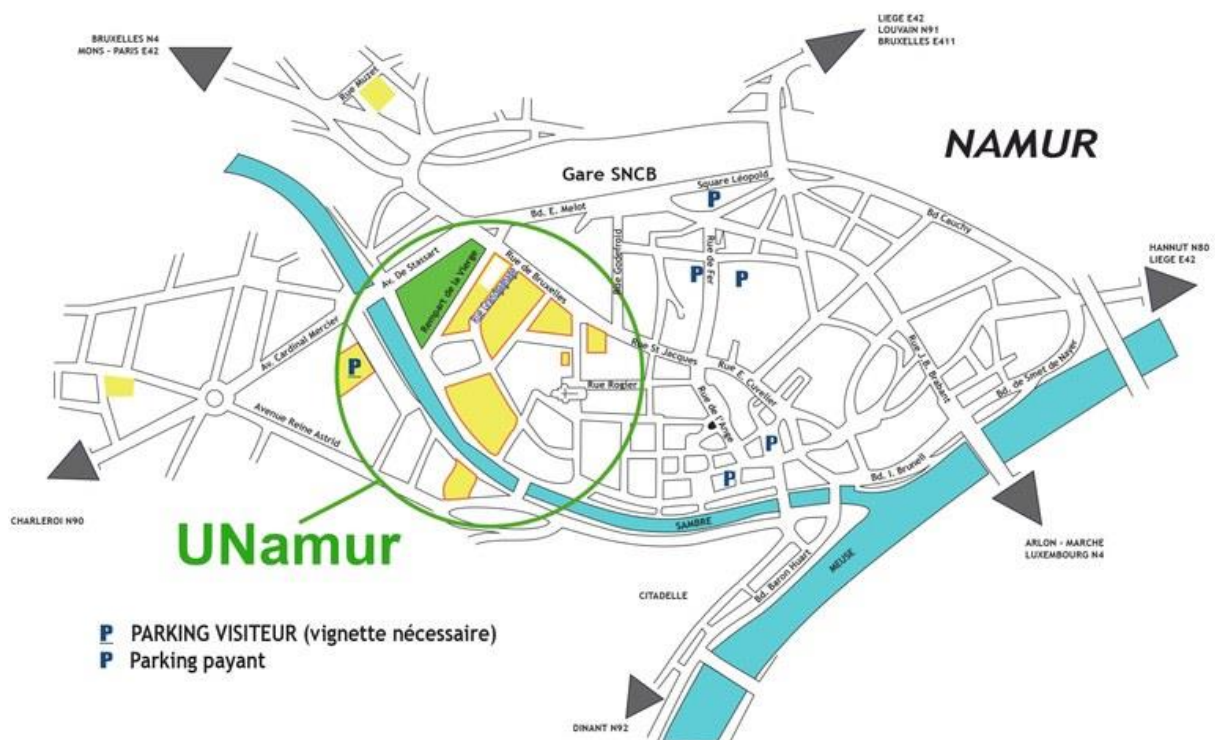 BRUXELLES N4
MONS - PARIS E42
LIEGE E42
LOUVAIN N91
BRUXELLES E411
Rue Muzet
NAMUR
Gare SNCB
Square Léopold
P
Bd. E. Melot
Bd Cauchy
HANNUT N80
LIEGE E42
Av. De Stassart
Rempart de la Vierge
Rue de Bruxelles
Rue Godefroid
Rue de Fer
P
P
Av. Cardinal Mercier
P
Rue St Jacques
Rue E. Cuvelier
Rue J.B. Brabant
Bd. de Smet de Nayer
Rue Rogier
Rue de l'Ange
Avenue Reine Astrid
P
P
Bd. I. Brunell
CHARLEROI N90
UNamur
SAMBRE
MEUSE
ARLON - MARCHE
LUXEMBOURG N4
Bd. Baron Huart
CITADELLE
P PARKING VISITEUR (vignette nécessaire)
P Parking payant
DINANT N92